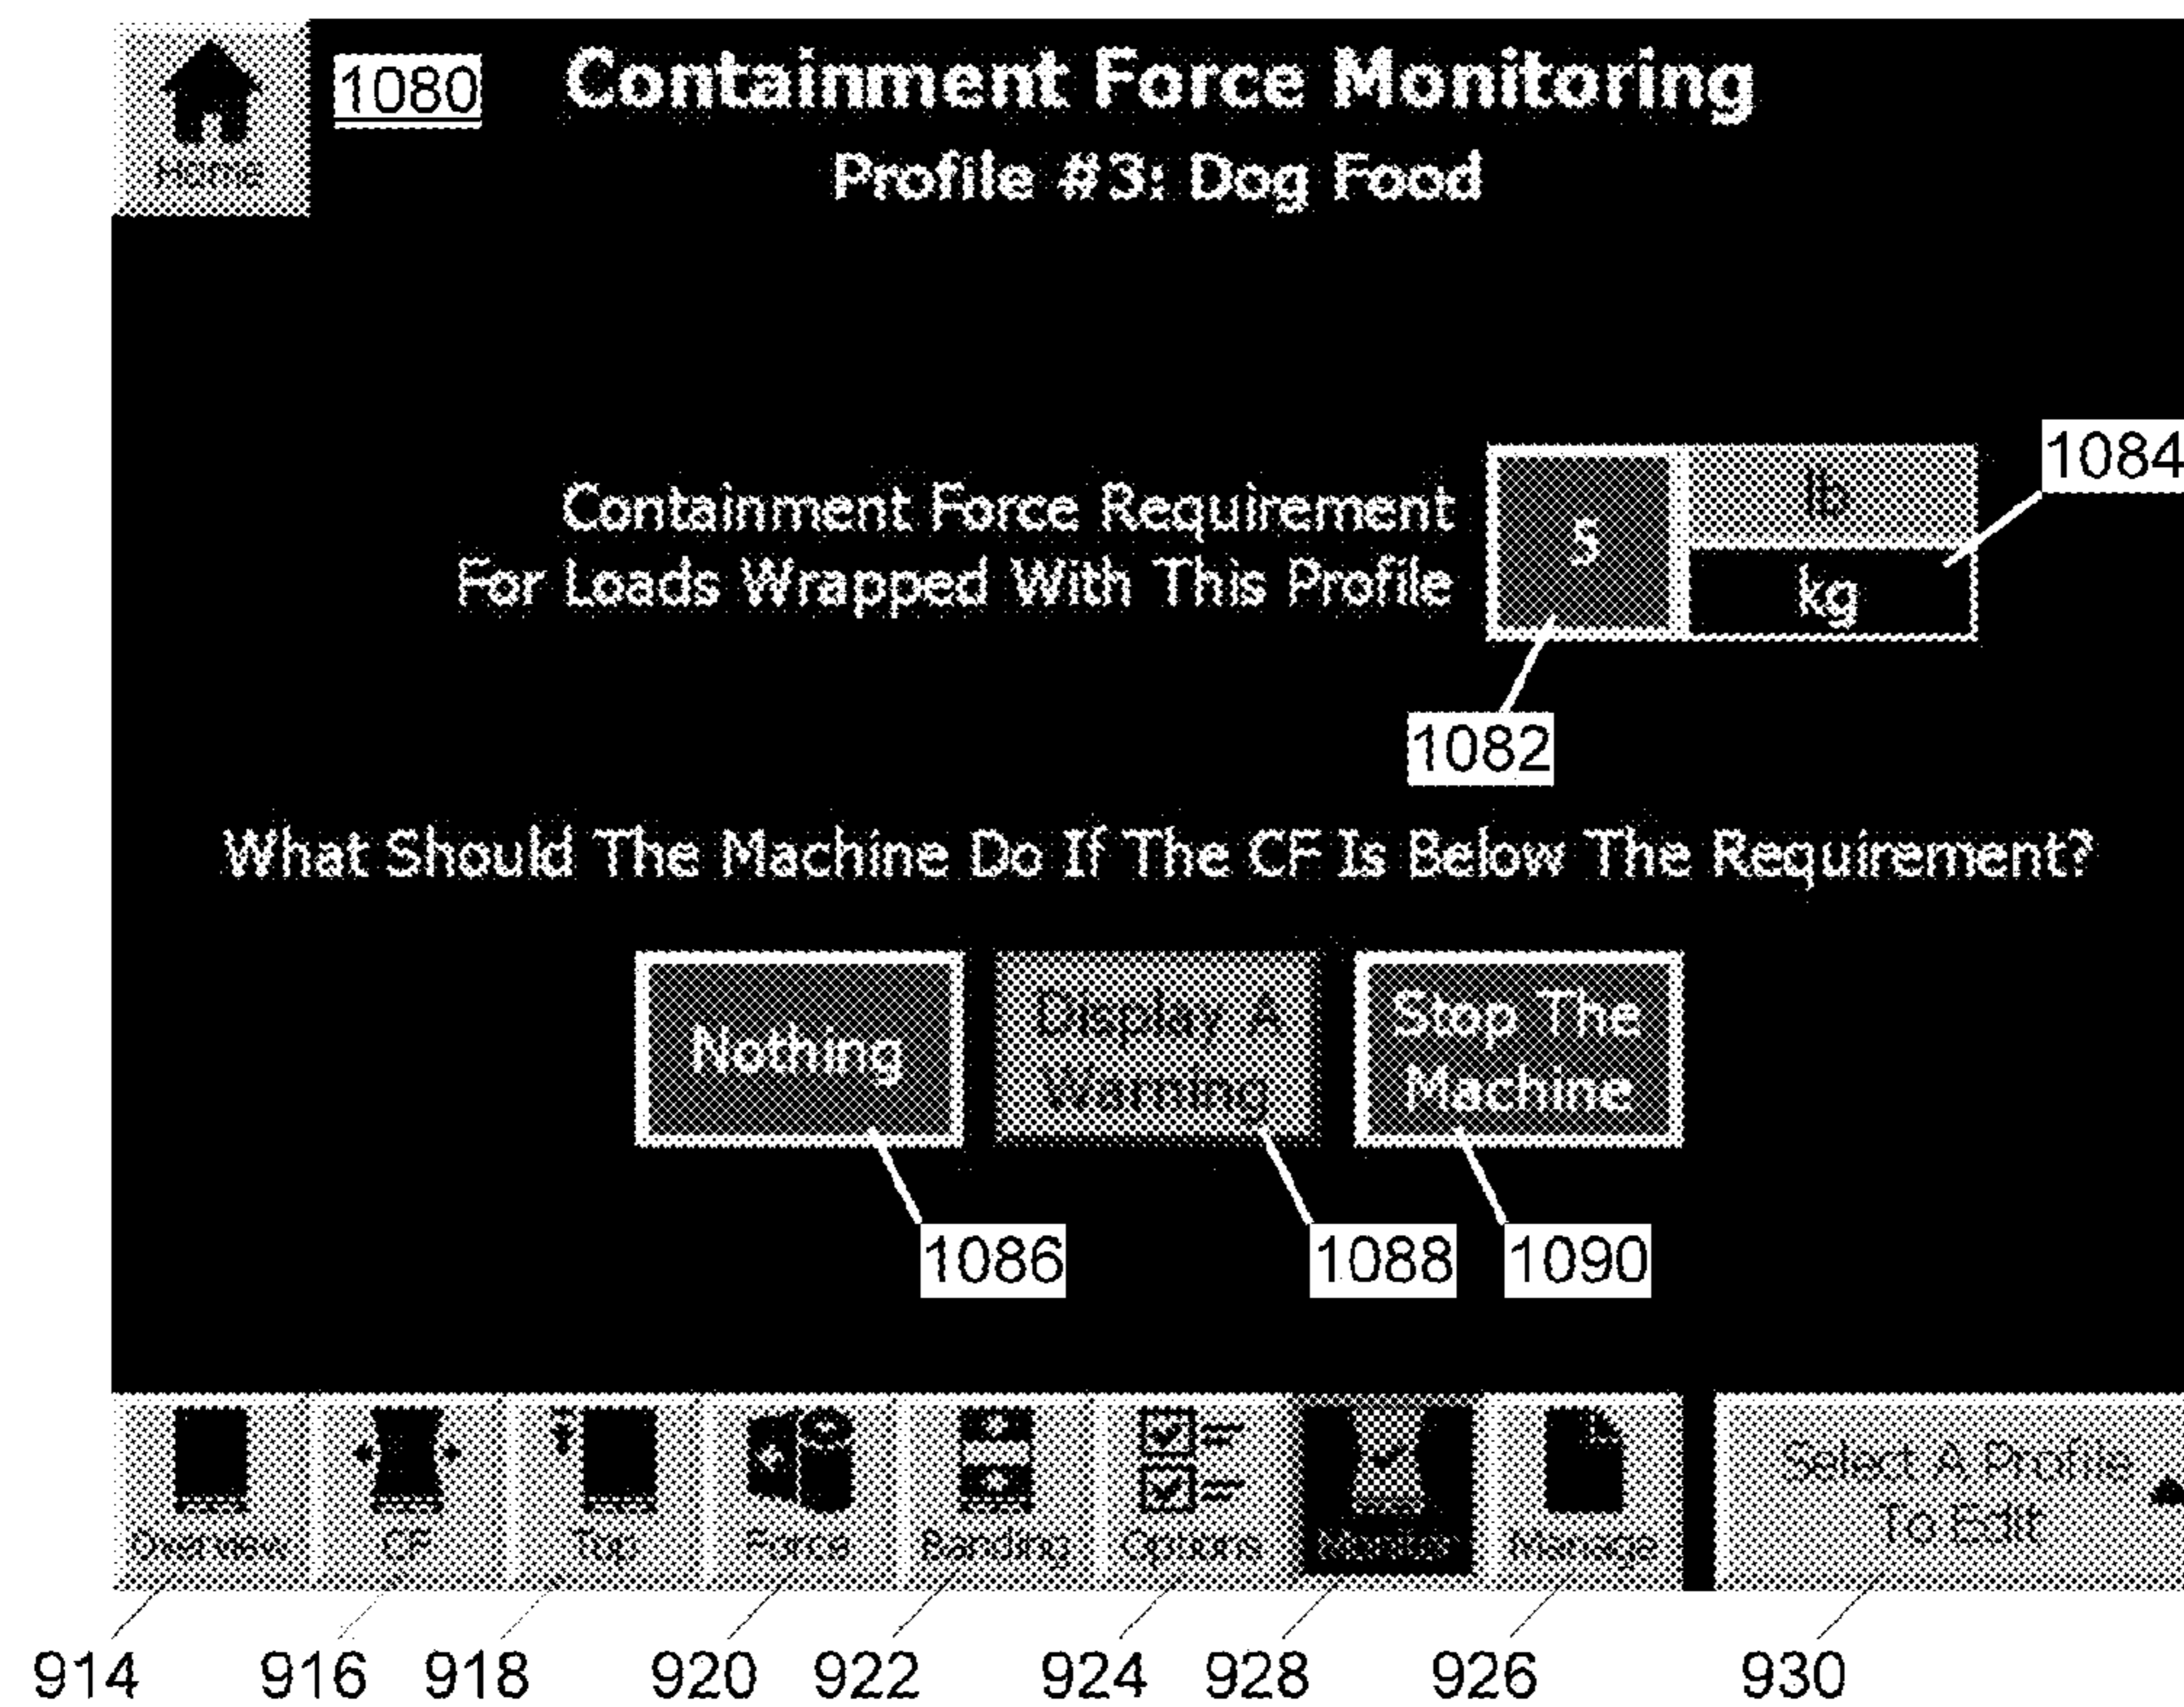 Home
1080
Containment Force Monitoring
Profile #3: Dog Food
1084
Containment Force Requirement
For Loads Wrapped With This Profile
5
lb
kg
1082
What Should The Machine Do If The CF Is Below The Requirement?
Nothing
Display A
Warning
Stop The
Machine
1086
1088
1090
Overview
CF
Top
Force
Banding
Options
Monitor
Manage
Select A Profile
To Edit
914
916
918
920
922
924
928
926
930